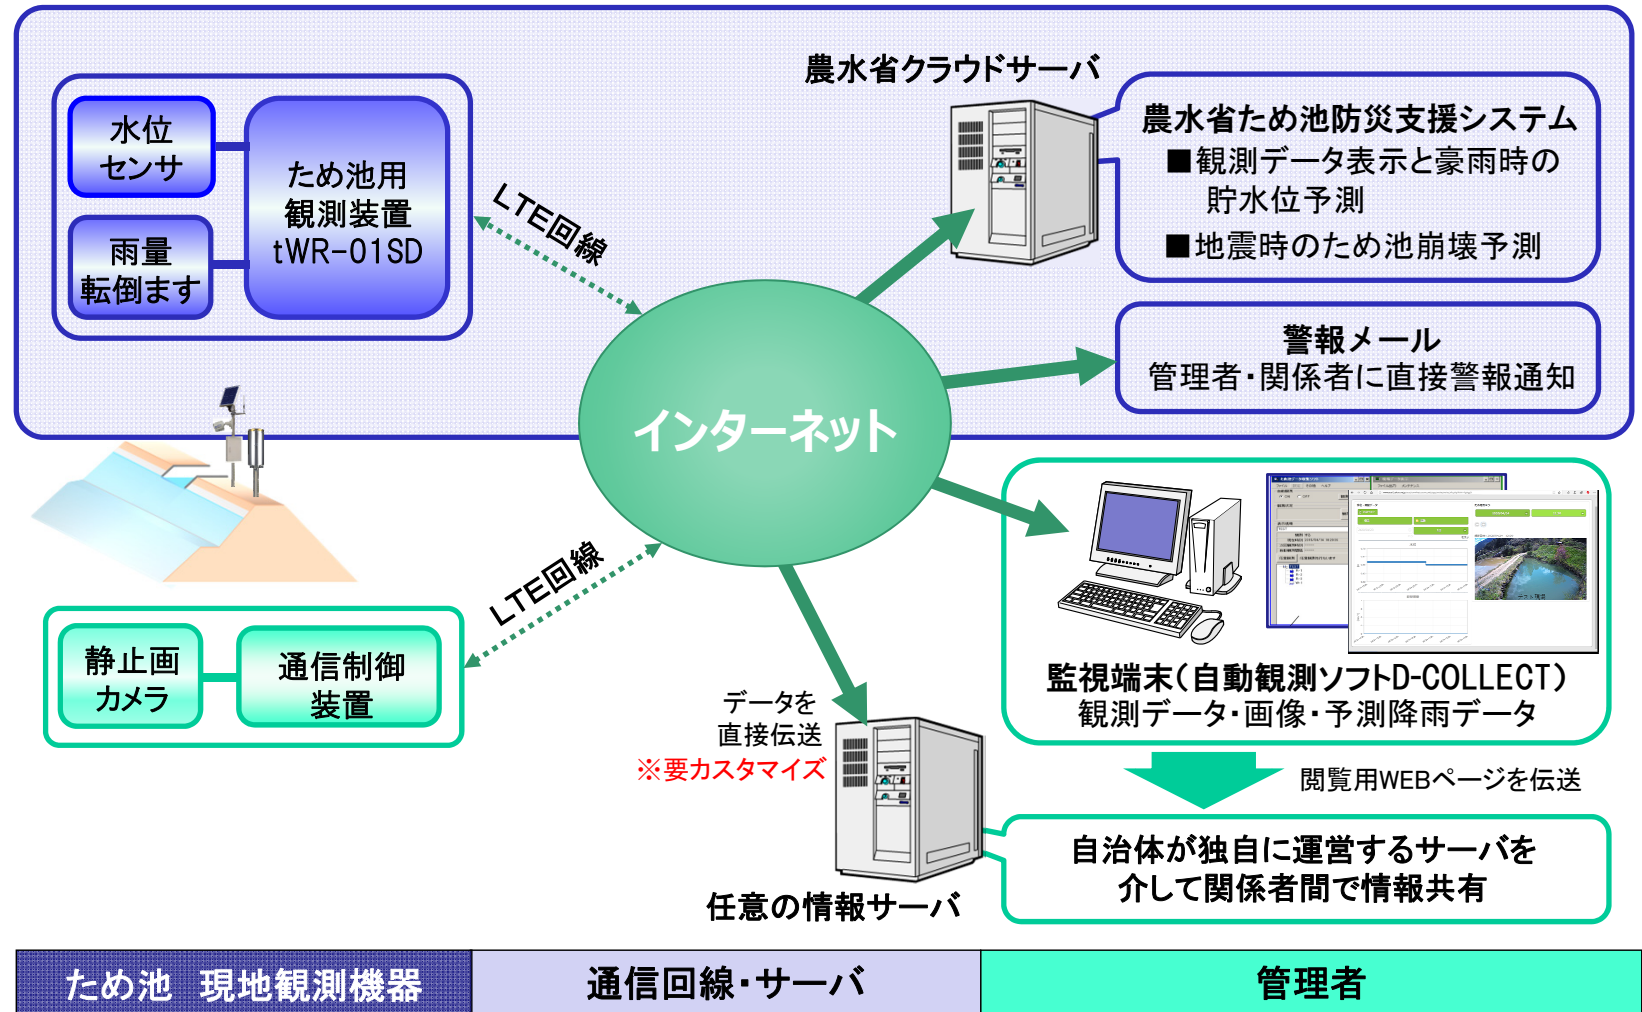 農水省クラウドサーバ
水位
センサ
雨量
転倒ます
ため池用
観測装置
tWR-01SD
LTE回線
農水省ため池防災支援システム
■観測データ表示と豪雨時の
貯水位予測
■地震時のため池崩壊予測
警報メール
管理者・関係者に直接警報通知
インターネット
LTE回線
静止画
カメラ
通信制御
装置
データを
直接伝送
※要カスタマイズ
任意の情報サーバ
監視端末(自動観測ソフトD-COLLECT)
観測データ・画像・予測降雨データ
閲覧用WEBページを伝送
自治体が独自に運営するサーバを
介して関係者間で情報共有
ため池　現地観測機器
通信回線・サーバ
管理者